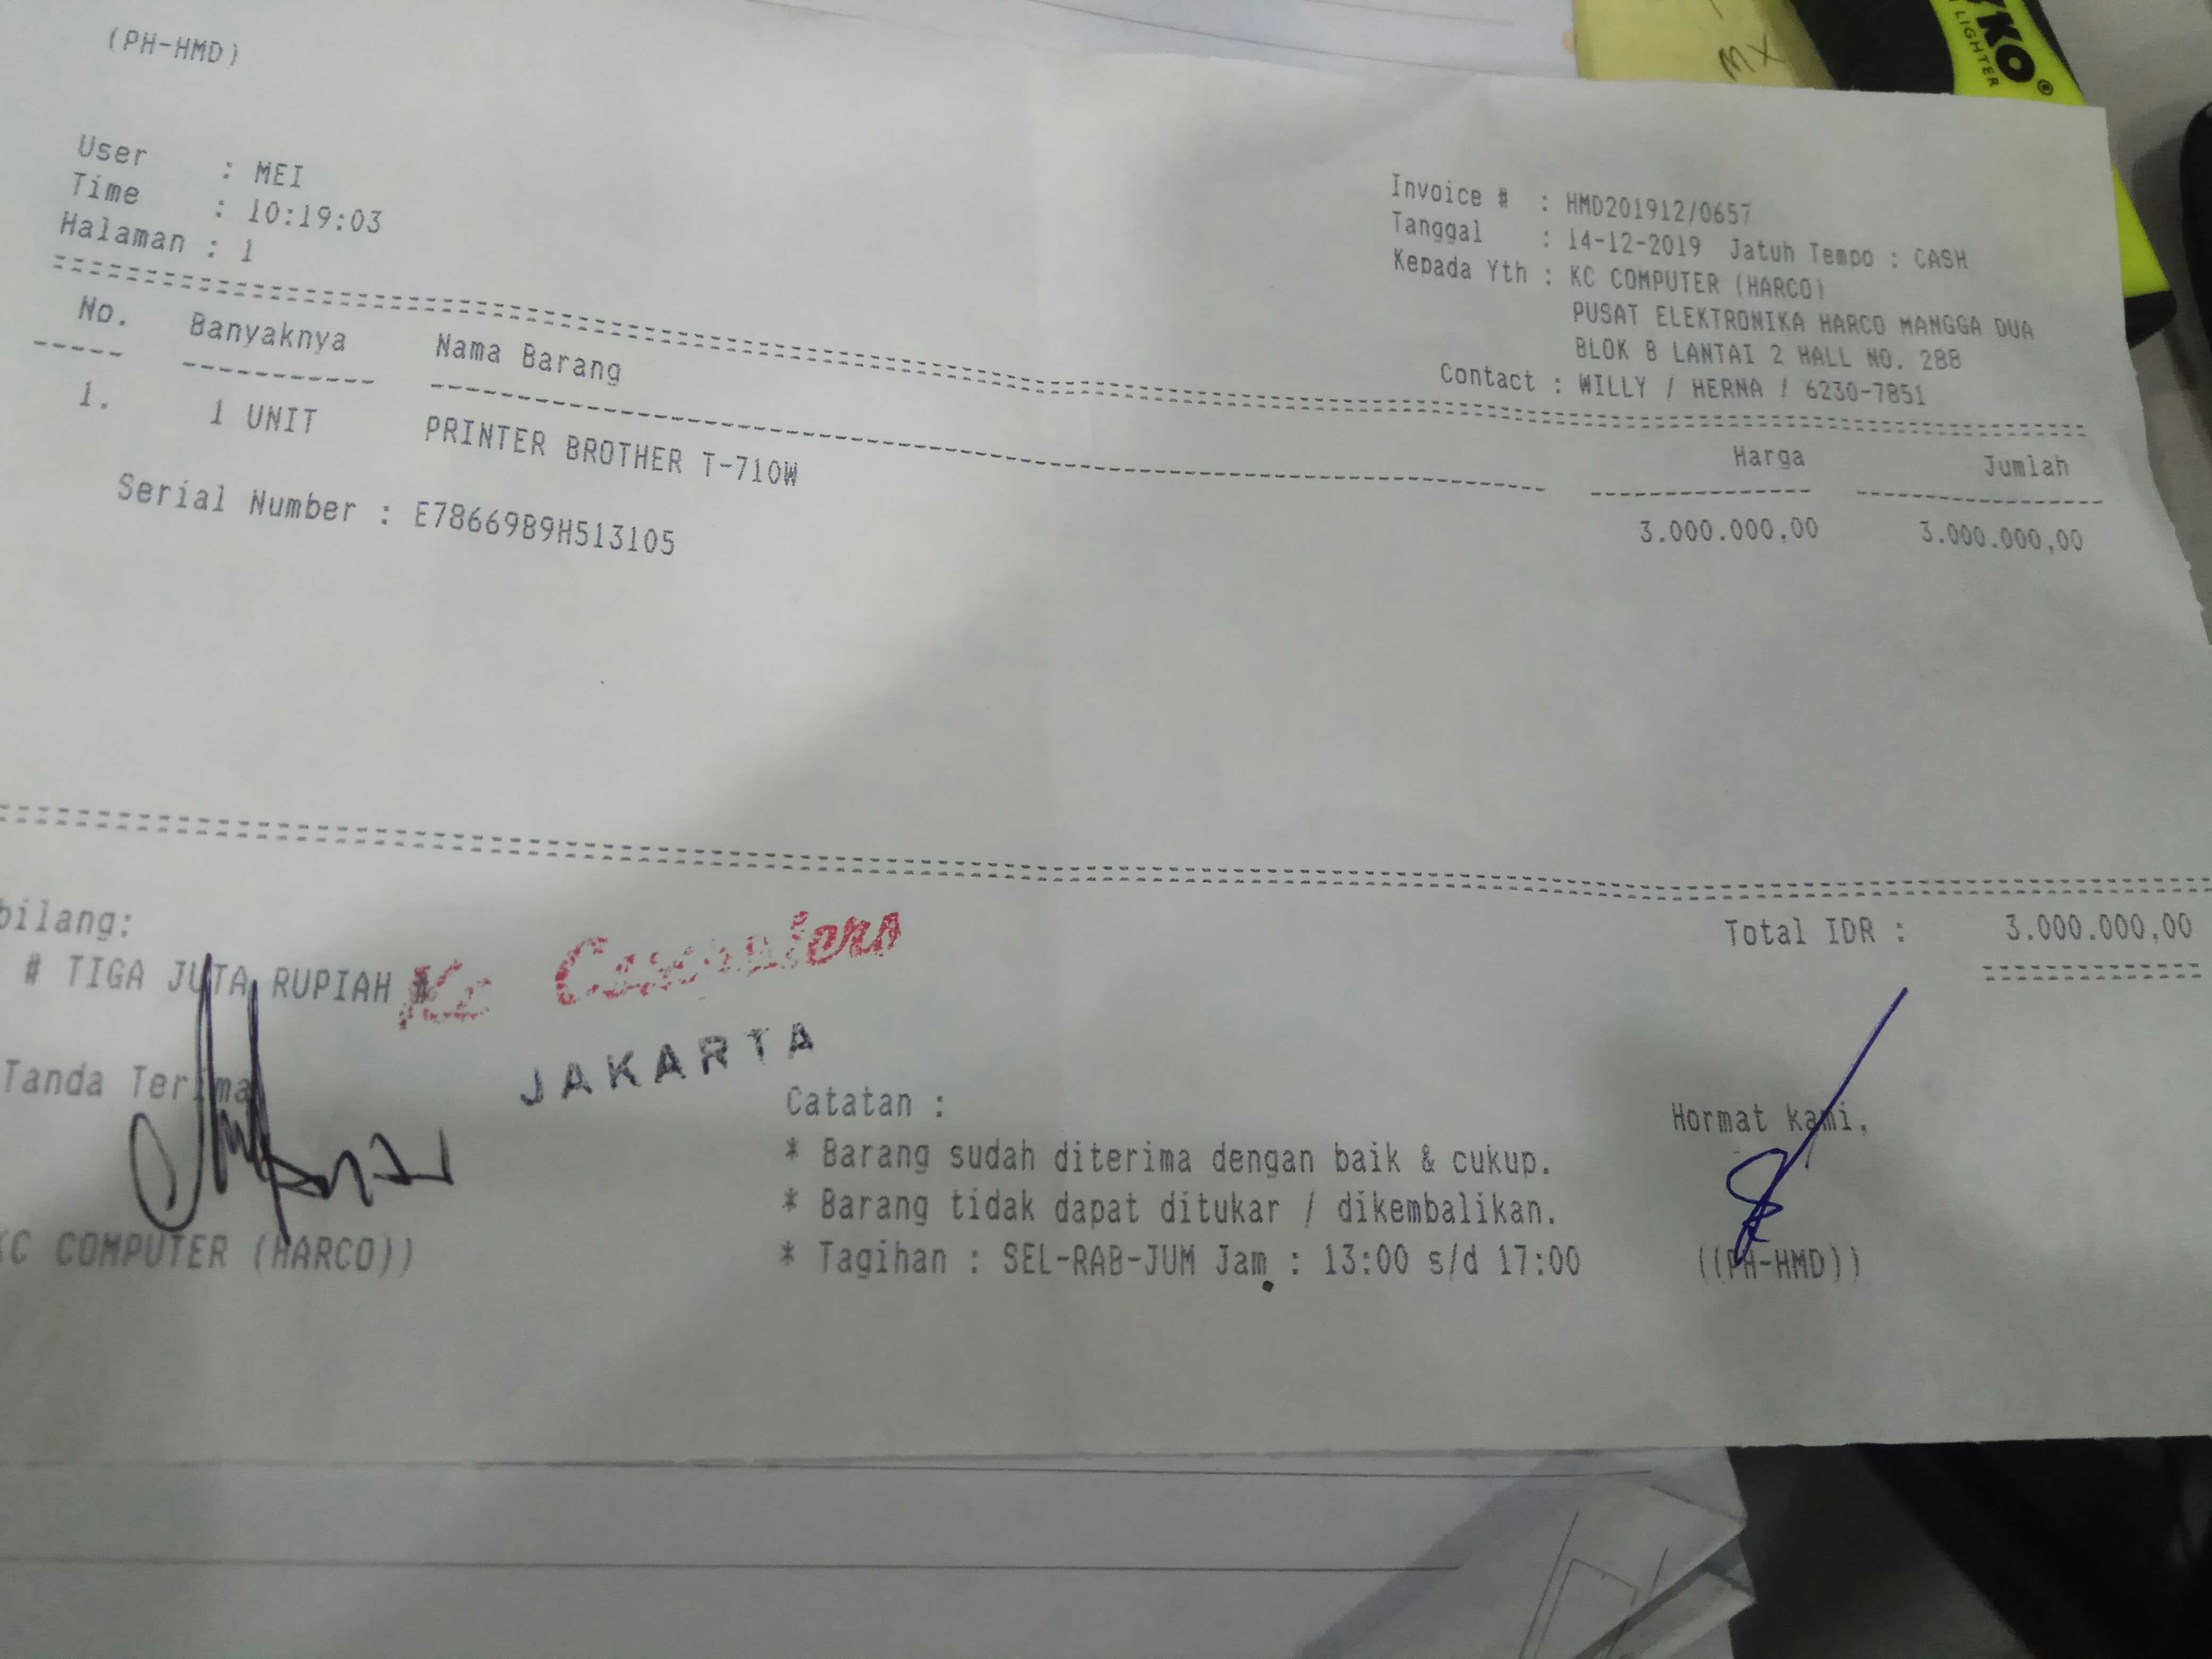 (PH-HMD)
MX
LIGHTER
User : MEI
Time : 10:19:03
Halaman : 1
Invoice # : HMD201912/0657
Tanggal : 14-12-2019 Jatuh Tempo : CASH
Kepada Yth : KC COMPUTER (HARCO)
PUSAT ELEKTRONIKA HARCO MANGGA DUA
BLOK B LANTAI 2 HALL NO. 288
Contact : WILLY / HERNA / 6230-7851
No. Banyaknya Nama Barang Harga Jumlah
1. 1 UNIT PRINTER BROTHER T-710W 3.000.000,00 3.000.000,00
Serial Number : E78669B9H513105
bilang:
# TIGA JUTA RUPIAH #
Total IDR : 3.000.000,00
JAKARTA
Tanda Terima
KC COMPUTER (HARCO))
Catatan :
* Barang sudah diterima dengan baik & cukup.
* Barang tidak dapat ditukar / dikembalikan.
* Tagihan : SEL-RAB-JUM Jam : 13:00 s/d 17:00
Hormat kami,
((PH-HMD))